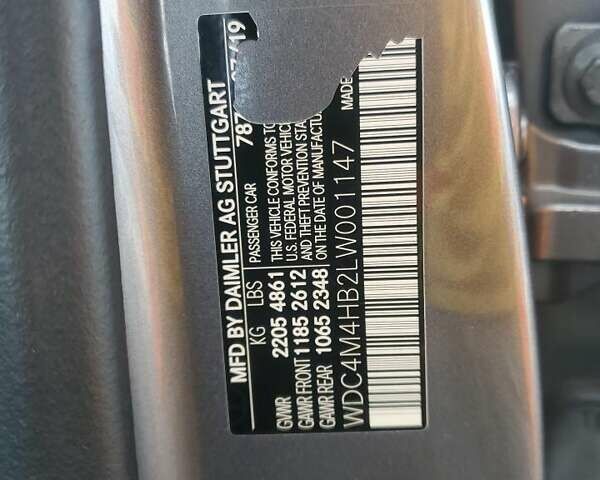 MFD BY DAIMLER AG STUTTGART
KG LBS PASSENGER CAR
GVWR 2205 4861 THIS VEHICLE CONFORMS TO
GAWR FRONT 1185 2612 U.S. FEDERAL MOTOR VEHIC
AND THEFT PREVENTION STA
GAWR REAR 1065 2348 ON THE DATE OF MANUFACTU
WDC4M4HB2LW001147 MADE